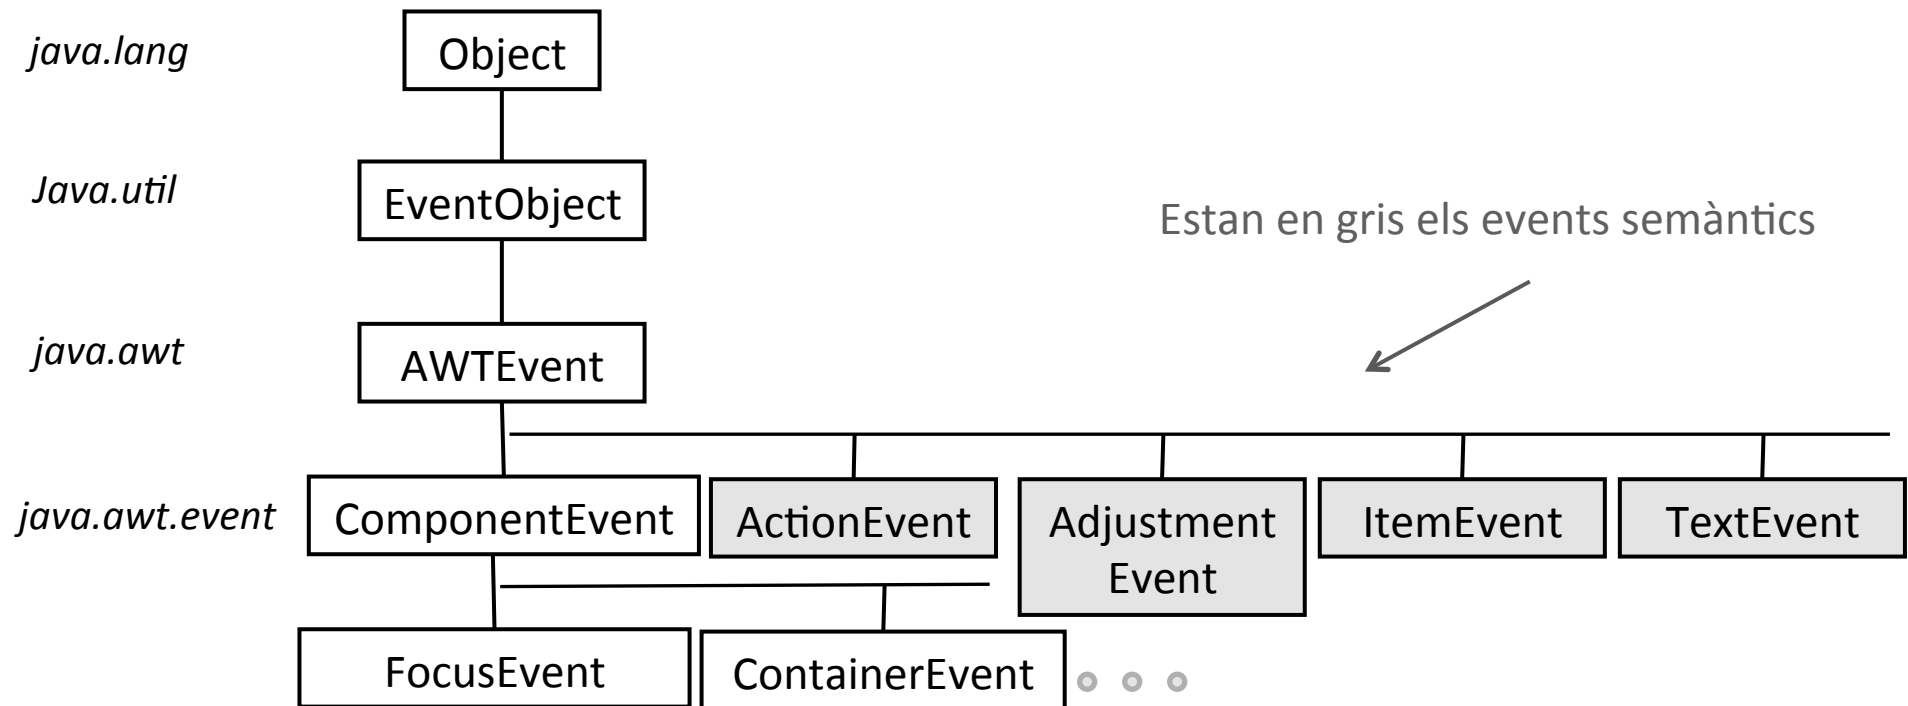 java.lang
Object
Java.util
EventObject
Estan en gris els events semàntics
java.awt
AWTEvent
java.awt.event
ComponentEvent
ActionEvent
Adjustment
Event
ItemEvent
TextEvent
FocusEvent
ContainerEvent